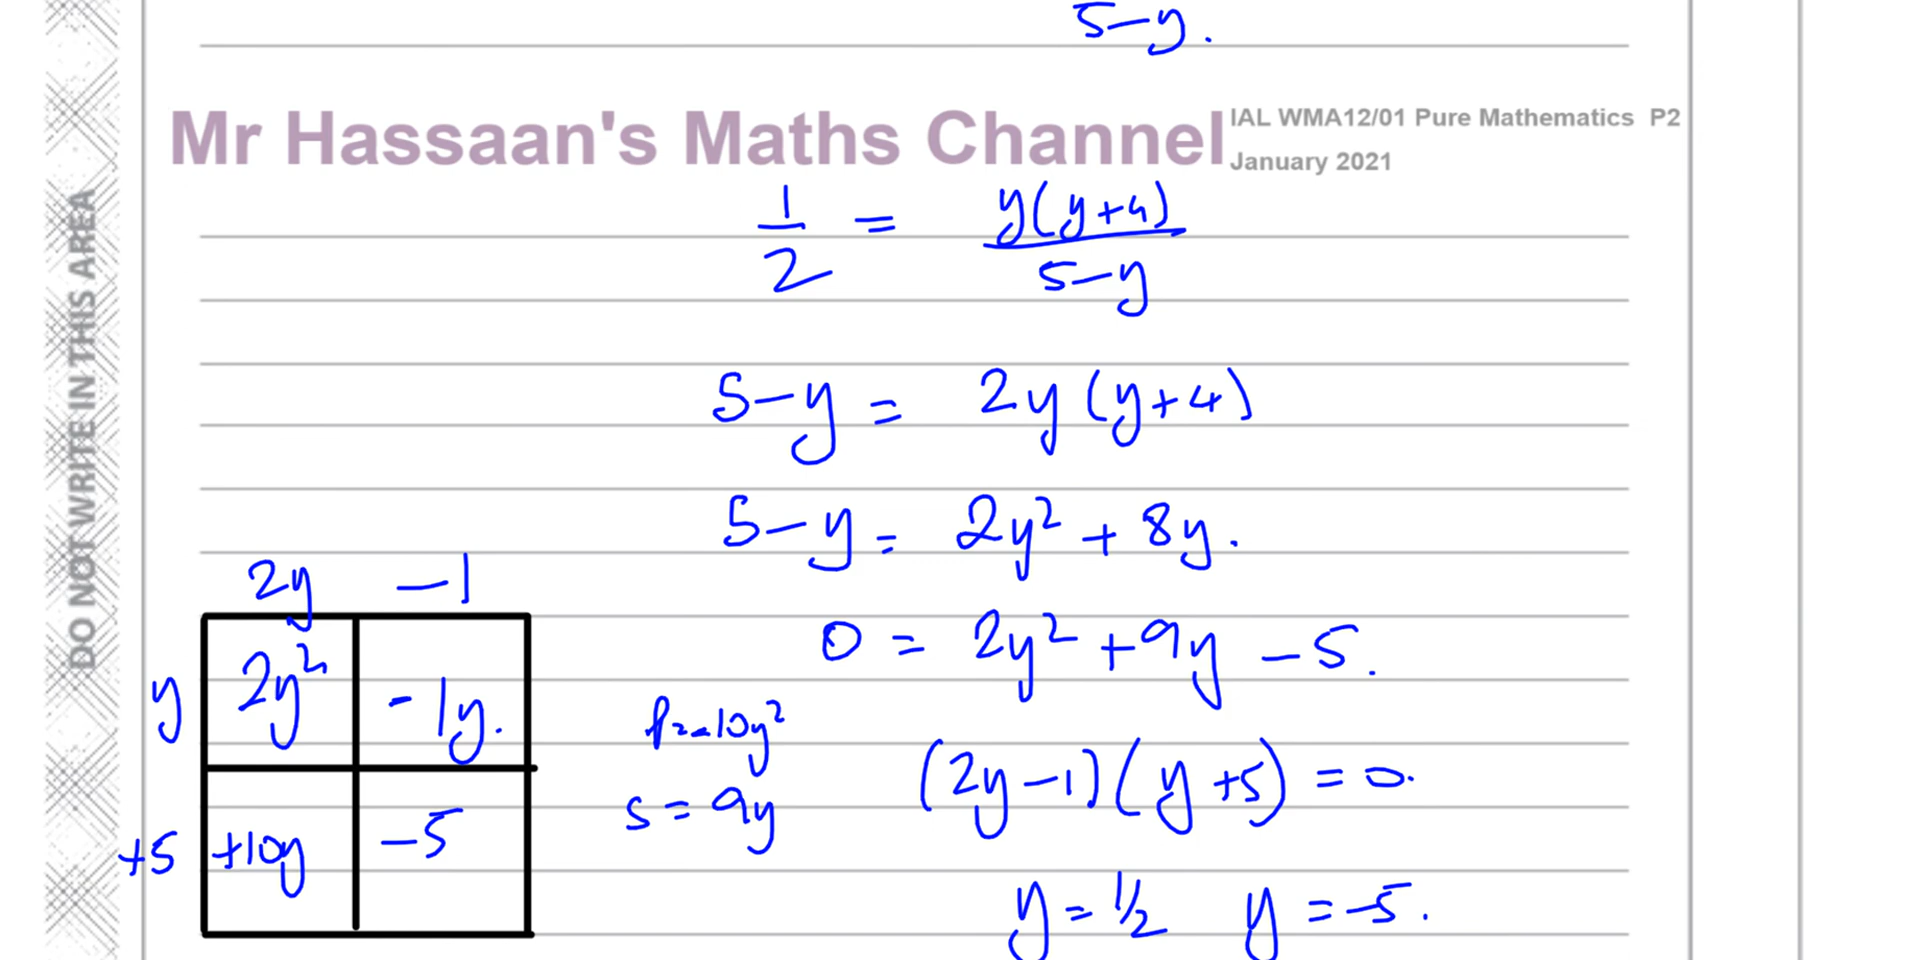 5-y.
Mr Hassaan's Maths Channel
IAL WMA12/01 Pure Mathematics P2
January 2021
1/2 = y(y+4)/5-y
5-y = 2y(y+4)
5-y = 2y² + 8y.
0 = 2y² + 9y - 5.
P=-10y²
s = 9y
(2y-1)(y+5) = 0.
y = 1/2 y = -5.
2y -1
y 2y² -1y.
+5 +10y -5
DO NOT WRITE IN THIS AREA